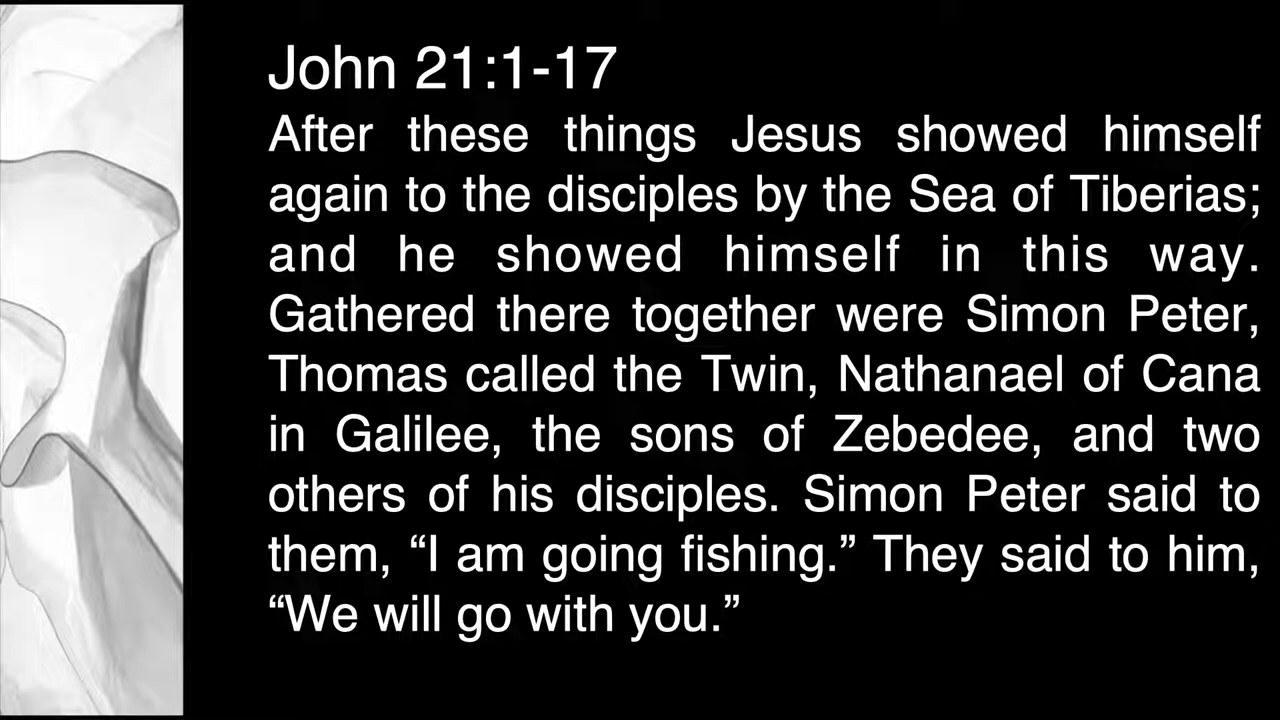 John 21:1-17
After these things Jesus showed himself
again to the disciples by the Sea of Tiberias;
and he showed himself in this way.
Gathered there together were Simon Peter,
Thomas called the Twin, Nathanael of Cana
in Galilee, the sons of Zebedee, and two
others of his disciples. Simon Peter said to
them, “I am going fishing.” They said to him,
“We will go with you.”